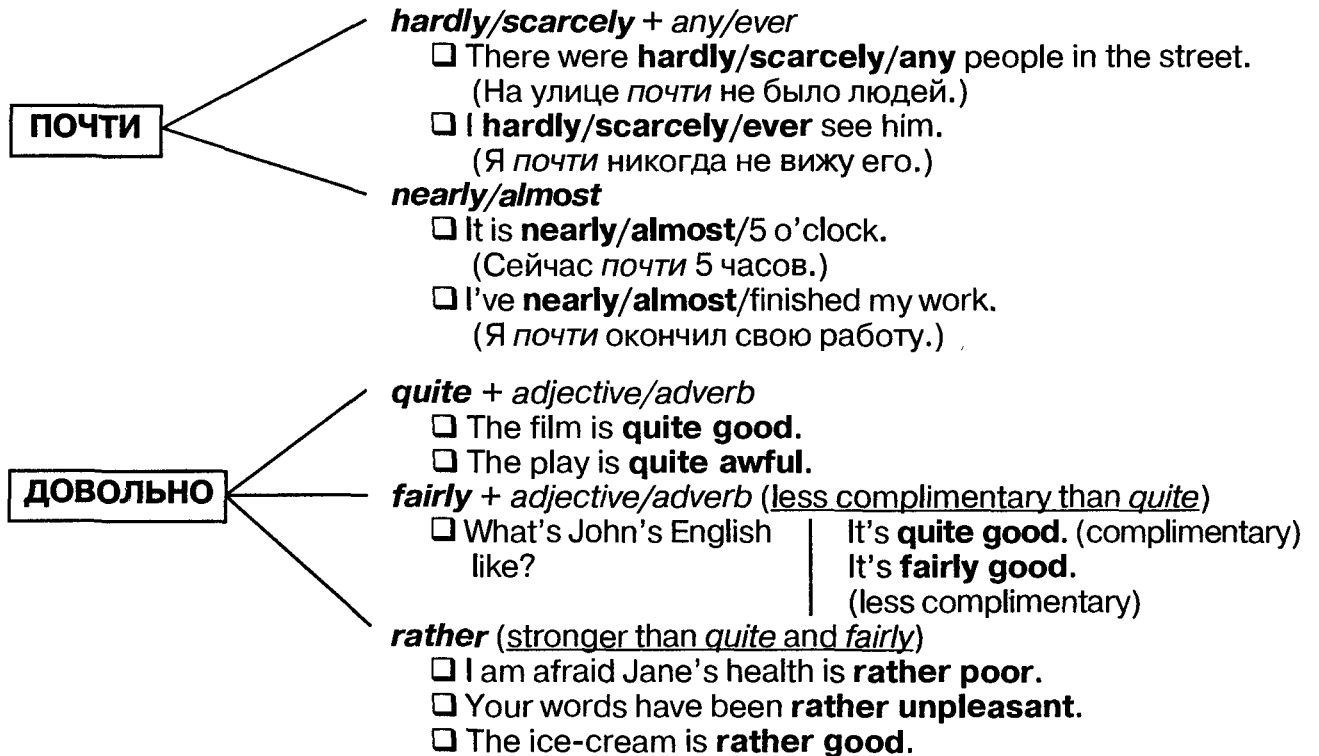 hardly/scarcely + any/ever
❑ There were hardly/scarcely/any people in the street.
(На улице почти не было людей.)
ПОЧТИ
❑ I hardly/scarcely/ever see him.
(Я почти никогда не вижу его.)
nearly/almost
❑ It is nearly/almost/5 o'clock.
(Сейчас почти 5 часов.)
❑ I've nearly/almost/finished my work.
(Я почти окончил свою работу.)
quite + adjective/adverb
❑ The film is quite good.
❑ The play is quite awful.
ДОВОЛЬНО
fairly + adjective/adverb (less complimentary than quite)
❑ What's John's English like?
It's quite good. (complimentary)
It's fairly good.
(less complimentary)
rather (stronger than quite and fairly)
❑ I am afraid Jane's health is rather poor.
❑ Your words have been rather unpleasant.
❑ The ice-cream is rather good.